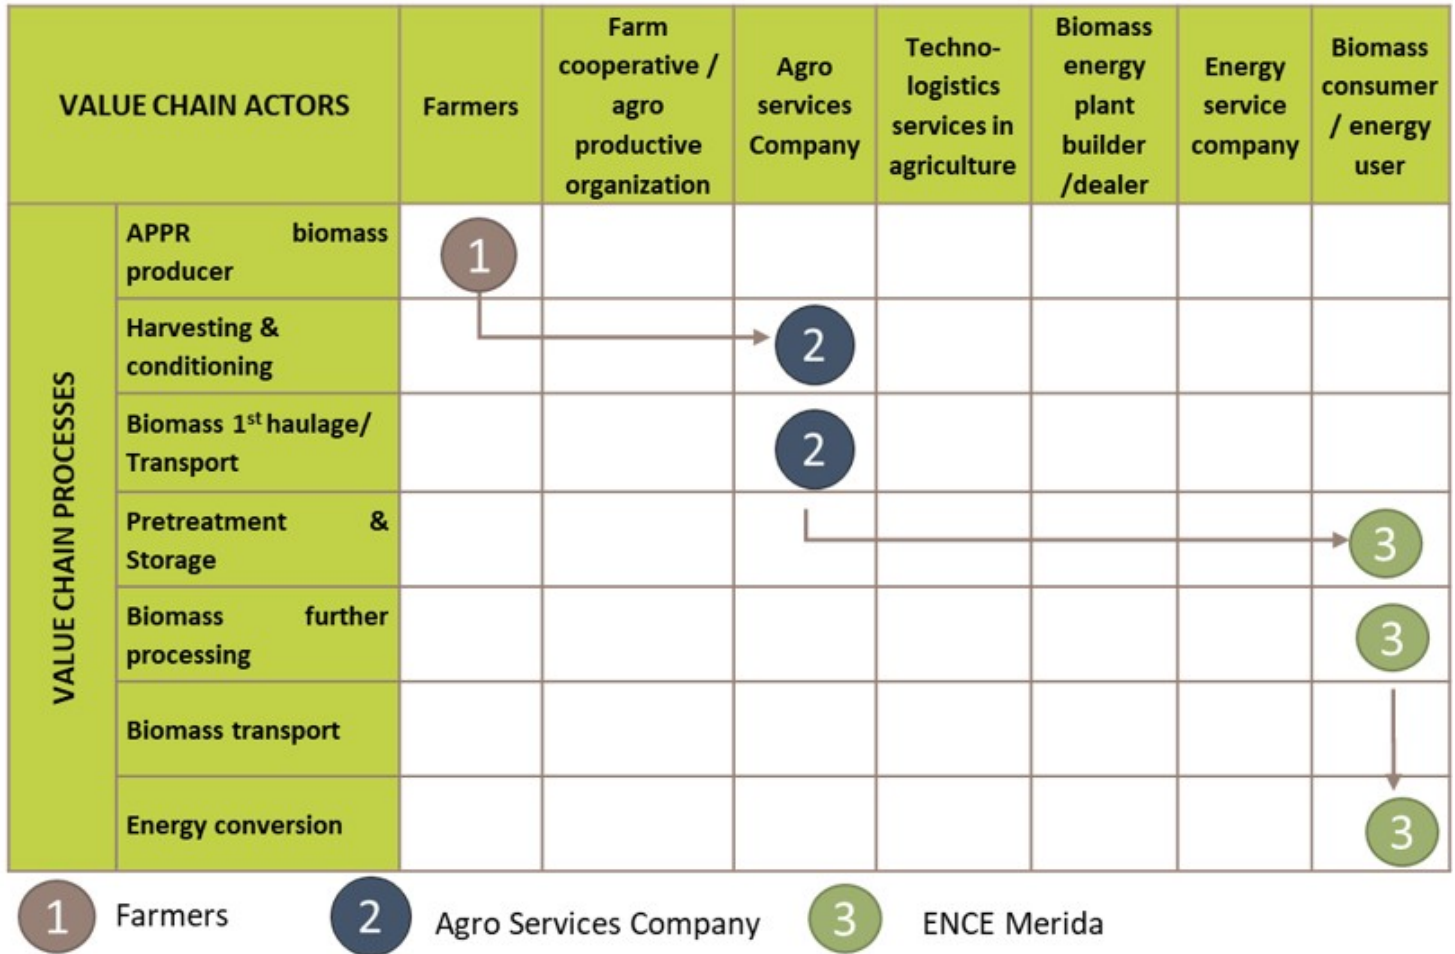 VALUE CHAIN ACTORS
Farmers
Farm
cooperative /
agro
productive
organization
Agro
services
Company
Techno-
logistics
services in
agriculture
Biomass
energy
plant
builder
/dealer
Energy
service
company
Biomass
consumer
/ energy
user
VALUE CHAIN PROCESSES
APPR biomass
producer
1
Harvesting &
conditioning
2
Biomass 1st haulage/
Transport
2
Pretreatment &
Storage
3
Biomass further
processing
3
Biomass transport
Energy conversion
3
1 Farmers
2 Agro Services Company
3 ENCE Merida